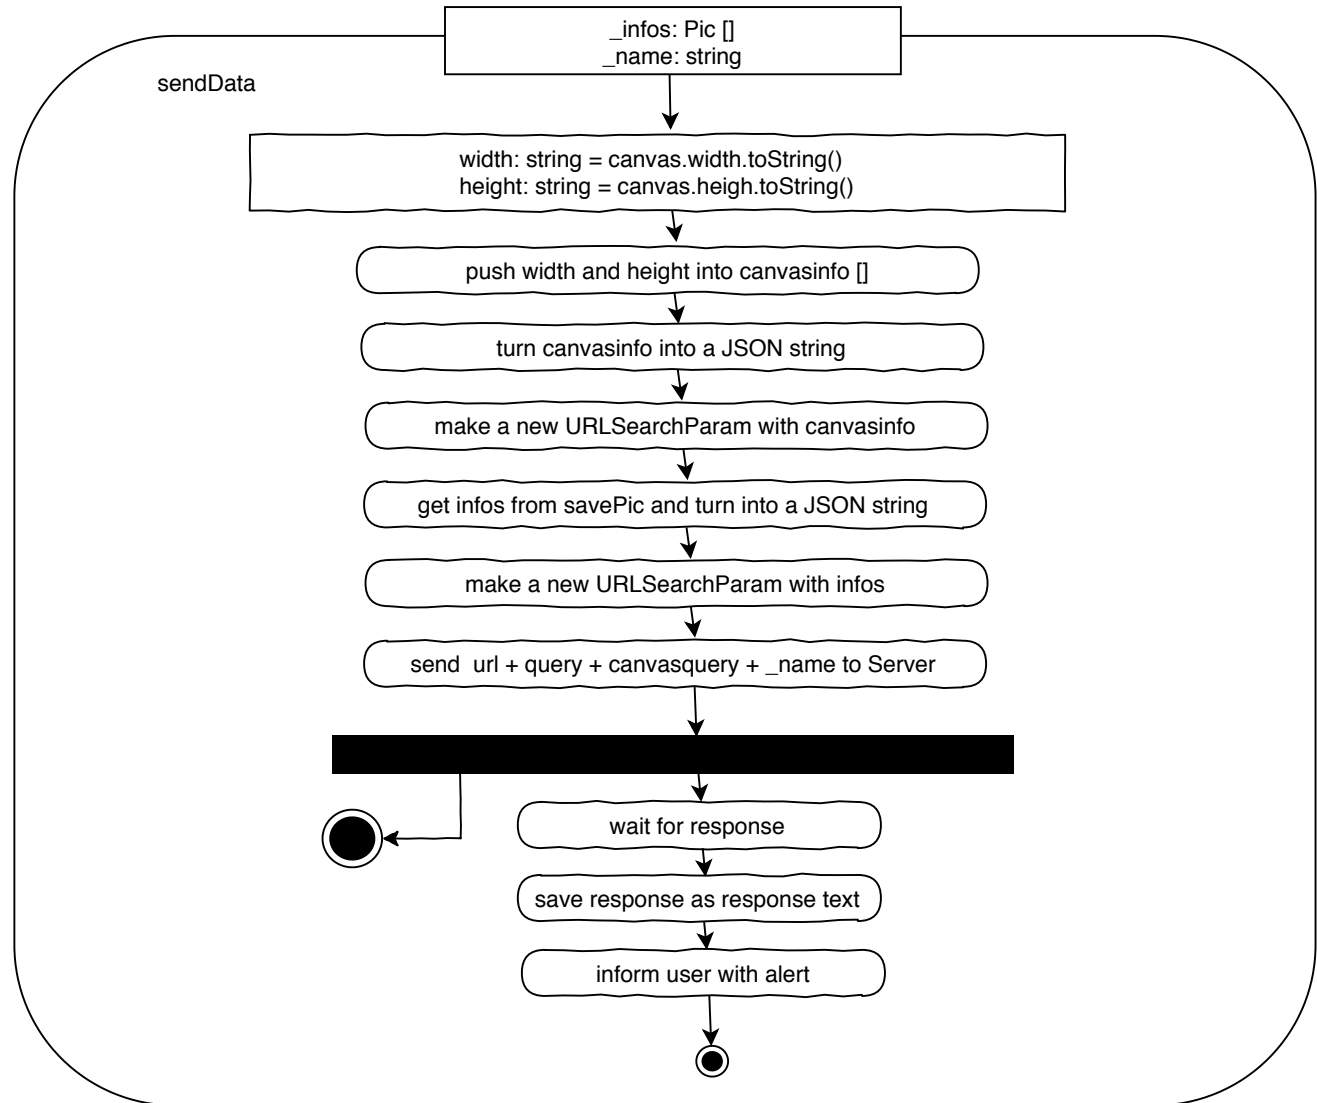 _infos: Pic []
_name: string
sendData
width: string = canvas.width.toString()
height: string = canvas.heigh.toString()
push width and height into canvasinfo []
turn canvasinfo into a JSON string
make a new URLSearchParam with canvasinfo
get infos from savePic and turn into a JSON string
make a new URLSearchParam with infos
send  url + query + canvasquery + _name to Server
wait for response
save response as response text
inform user with alert